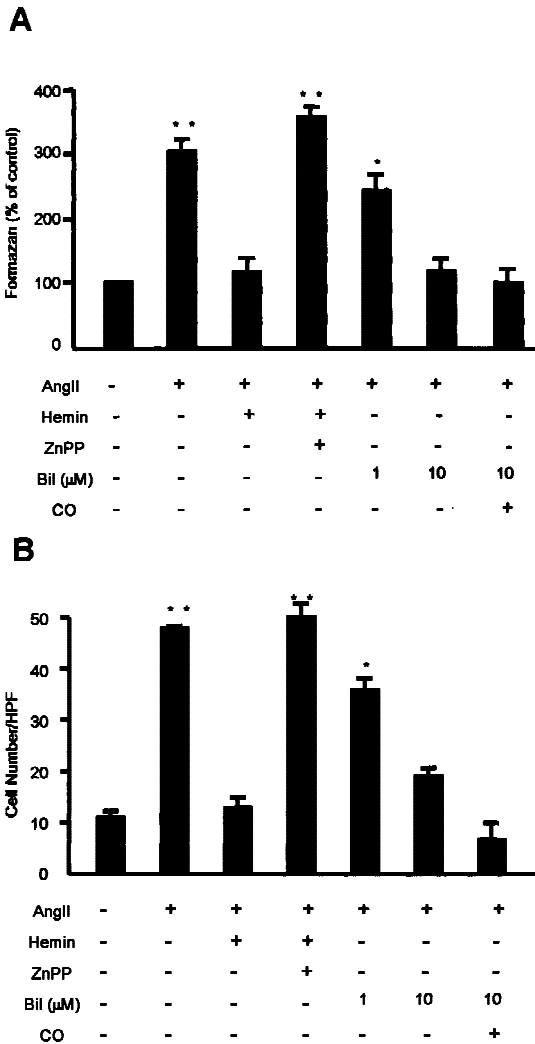 A
* * * * *
400
300
200
100
0
Formazan (% of control)
AngII - + + + + + +
Hemin - - + + - - -
ZnPP - - - + - - -
Bil (µM) - - - - 1 10 10
CO - - - - - - +
B
* * * * *
50
40
30
20
10
0
Cell Number/HPF
AngII - + + + + + +
Hemin - - + + - - -
ZnPP - - - + - - -
Bil (µM) - - - - 1 10 10
CO - - - - - - +